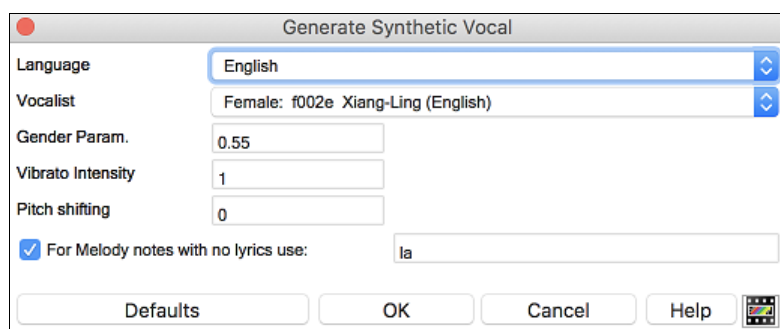 Generate Synthetic Vocal
Language English
Vocalist Female: f002e Xiang-Ling (English)
Gender Param. 0.55
Vibrato Intensity 1
Pitch shifting 0
For Melody notes with no lyrics use: la
Defaults OK Cancel Help